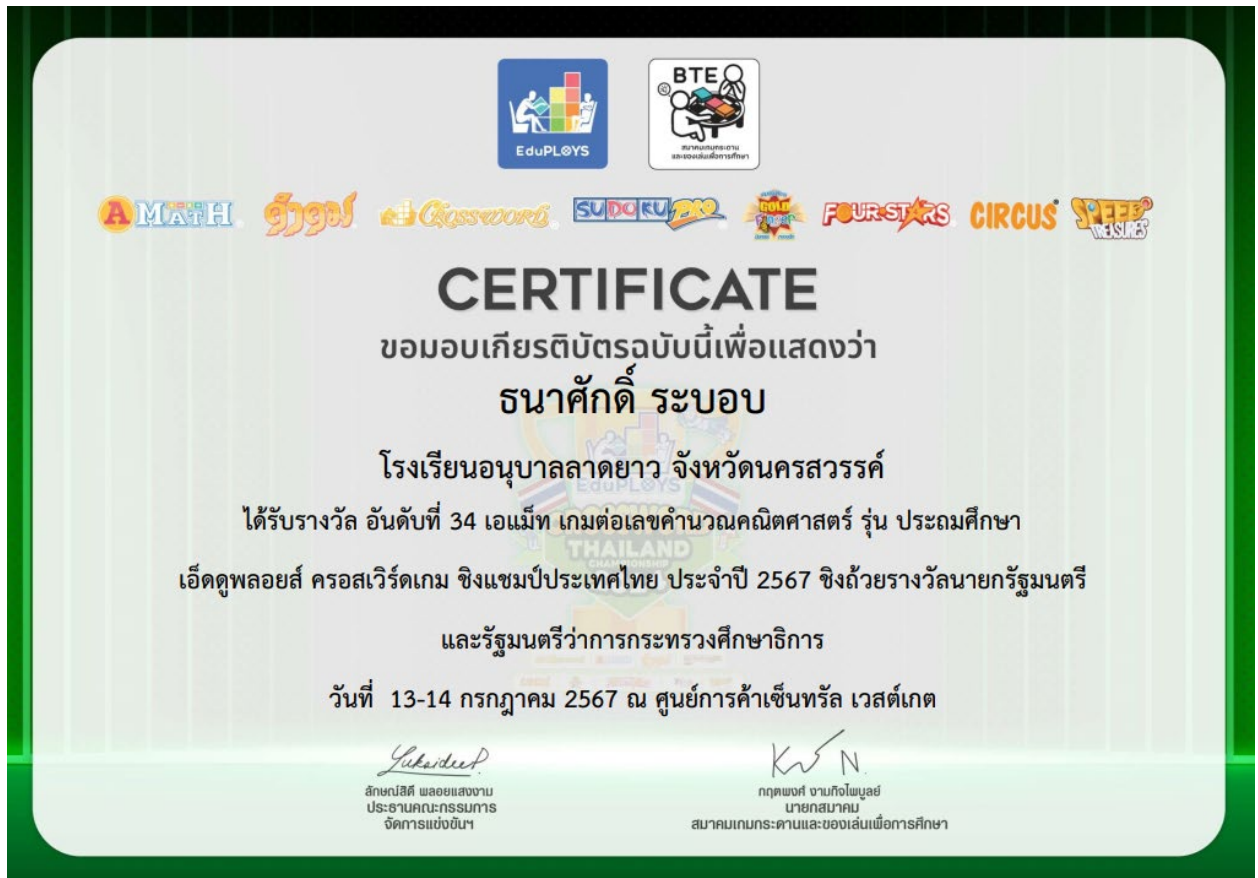 EduPLOYS
BTE
สมาคมเกมกระดาน
และของเล่นเพื่อการศึกษา
A MATH คำคม Crossword SUDOKU PRO GOLD Finger FOUR STARS CIRCUS SPEED TREASURES
CERTIFICATE
ขอมอบเกียรติบัตรฉบับนี้เพื่อแสดงว่า
ธนาศักดิ์ ระบอบ
โรงเรียนอนุบาลลาดยาว จังหวัดนครสวรรค์
ได้รับรางวัล อันดับที่ 34 เอแม็ท เกมต่อเลขคำนวณคณิตศาสตร์ รุ่น ประถมศึกษา
เอ็ดดูพลอยส์ ครอสเวิร์ดเกม ชิงแชมป์ประเทศไทย ประจำปี 2567 ชิงถ้วยรางวัลนายกรัฐมนตรี
และรัฐมนตรีว่าการกระทรวงศึกษาธิการ
วันที่ 13-14 กรกฎาคม 2567 ณ ศูนย์การค้าเซ็นทรัล เวสต์เกต
ลักษณ์สิดี พลอยแสงงาม
ประธานคณะกรรมการ
จัดการแข่งขันฯ
กฤตพงศ์ งามกิจไพบูลย์
นายกสมาคม
สมาคมเกมกระดานและของเล่นเพื่อการศึกษา